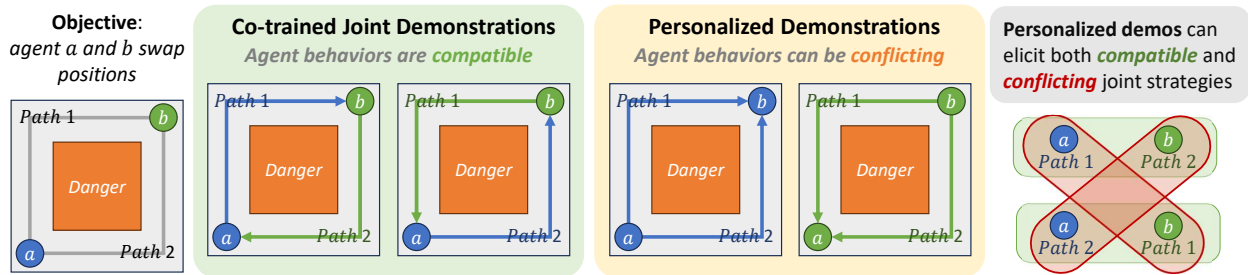 Objective:
agent a and b swap
positions
Path 1
b
Danger
a
Path 2
Co-trained Joint Demonstrations
Agent behaviors are compatible
Path 1
b
Danger
a
Path 2
Path 1
b
Danger
a
Path 2
Personalized Demonstrations
Agent behaviors can be conflicting
Path 1
b
Danger
a
Path 2
Path 1
b
Danger
a
Path 2
Personalized demos can
elicit both compatible and
conflicting joint strategies
a
b
Path 1
Path 2
a
b
Path 2
Path 1